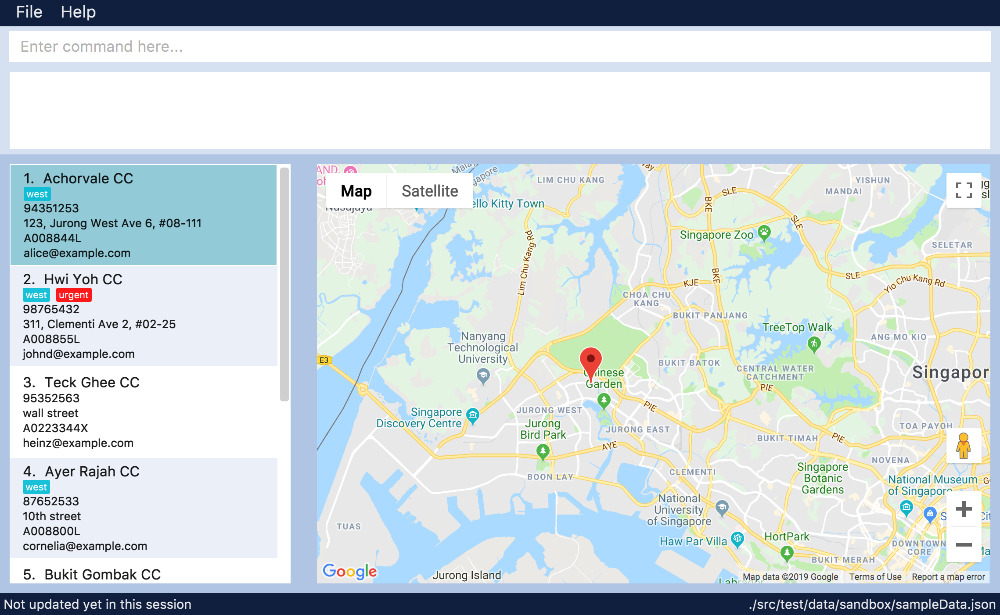 File Help
Enter command here...
1. Achorvale CC
west
94351253
123, Jurong West Ave 6, #08-111
A008844L
alice@example.com
2. Hwi Yoh CC
west urgent
98765432
311, Clementi Ave 2, #02-25
A008855L
johnd@example.com
3. Teck Ghee CC
95352563
wall street
A0223344X
heinz@example.com
4. Ayer Rajah CC
west
87652533
10th street
A008800L
cornelia@example.com
5. Bukit Gombak CC
Map Satellite
LIM CHU KANG
YISHUN
MANDAI
SLE
BKE
ello Kitty Town
SLE
Singapore Zoo
Lim Chu Kang Rd
SELETAR
BKE
KJE
SLE
Yio Chu Kang Rd
CHOA CHU
KANG
BUKIT PANJANG
TreeTop Walk
ANG MO KIO
Nanyang
Technological
University
E3
BUKIT BATOK
CENTRAL WATER
CATCHMENT
Singapor
Chinese
Garden
PIE
PIE
JURONG WEST
Singapore
Discovery Centre
Jurong
Bird Park
JURONG EAST
TOA PAYOH
BUKIT TIMAH
PIE
AYE
NOVENA
BOON LAY
CLEMENTI
Singapore
Botanic
Gardens
National Museum
of Singapore
National
University
of Singapore
TUAS
Haw Par Villa
HortPark
DOWNTOWN
CORE
BUKIT MERAH
Google
Jurong Island
Map data ©2019 Google Terms of Use Report a map error
Not updated yet in this session
./src/test/data/sandbox/sampleData.json